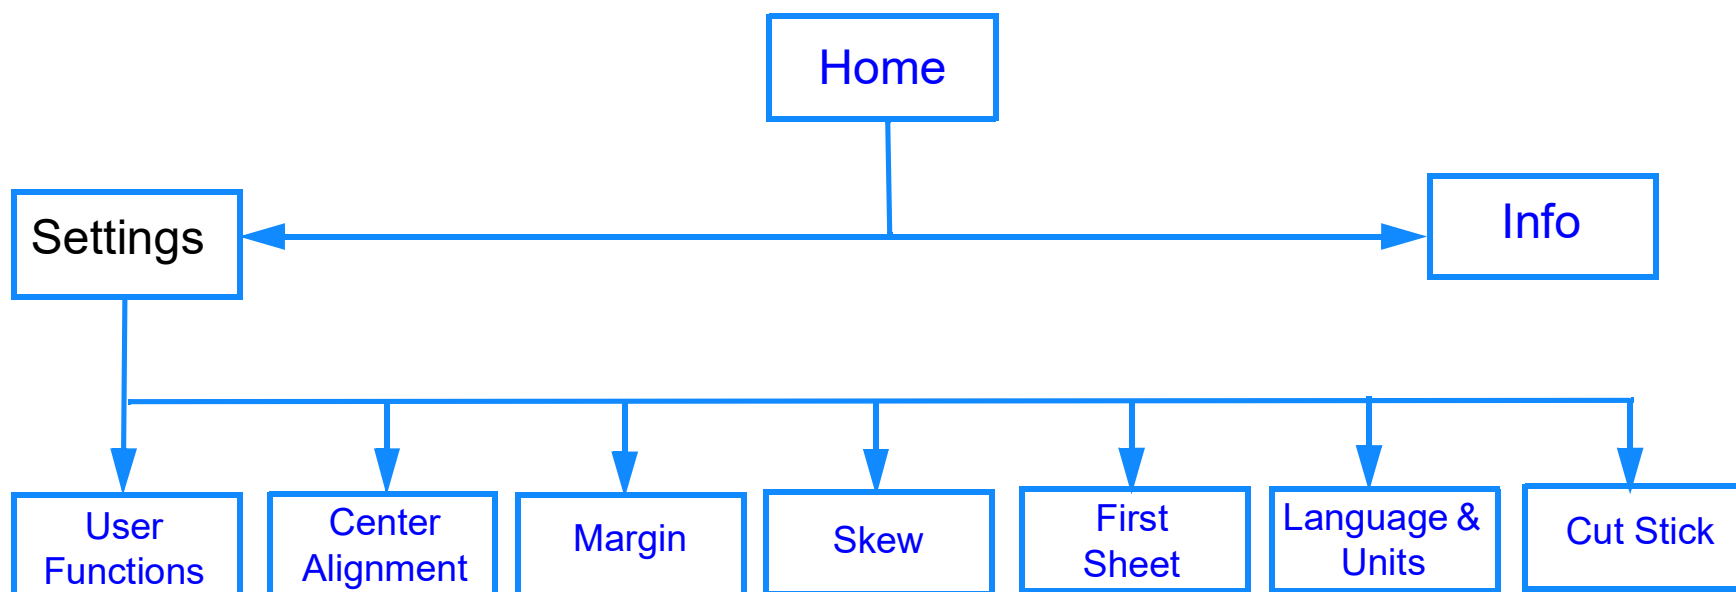 Home
Settings
Info
User
Functions
Center
Alignment
Margin
Skew
First
Sheet
Language &
Units
Cut Stick